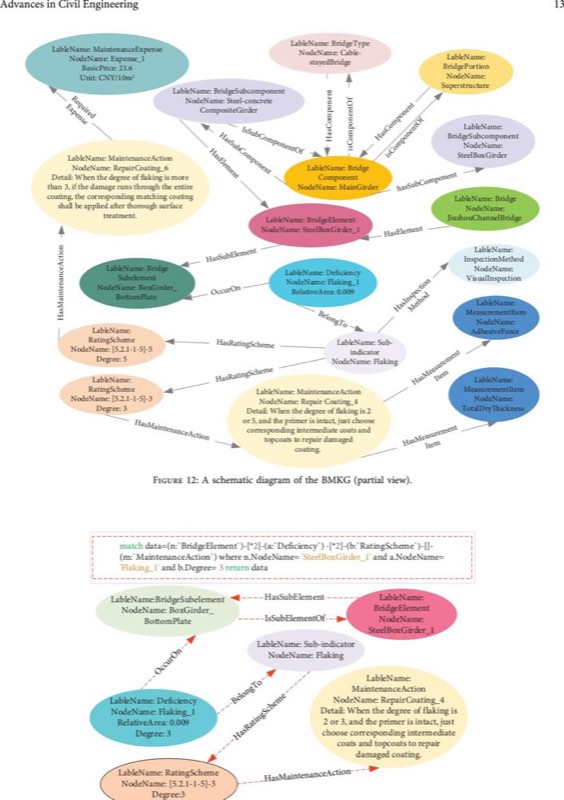 Advances in Civil Engineering
13
LableName: MaintenanceExpense
NodeName: Expense_1
BasicPrice: 21.6
Unit: CNY/10m²
LableName: BridgeType
NodeName: Cable-
stayedBridge
LableName:
BridgePortion
NodeName:
Superstructure
Required
Expense
LableName: BridgeSubcomponent
NodeName: Steel-concrete
CompositeGirder
HasComponent
isComponentOf
HasComponent
isComponentOf
LableName:
BridgeSubcomponent
NodeName:
SteelBoxGirder
IsSubComponentOf
HasSubComponent
HasElement
LableName: MaintenanceAction
NodeName: RepairCoating_6
Detail: When the degree of flaking is more
than 3, if the damage runs through the entire
coating, the corresponding matching coating
shall be applied after thorough surface
treatment.
LableName: Bridge
Component
NodeName: MainGirder
hasSubComponent
LableName: BridgeElement
NodeName: SteelBoxGirder_1
LableName: Bridge
NodeName:
JiuzhouChannelBridge
HasElement
HasSubElement
HasMaintenanceAction
LableName: Bridge
Subelement
NodeName: BoxGirder_
BottomPlate
OccurOn
LableName: Deficiency
NodeName: Flaking_1
RelativeArea: 0.009
LableName:
InspectionMethod
NodeName:
VisualInspection
HasInspection
Method
BelongTo
LableName:
MeasurementItem
NodeName:
AdhesiveForce
LableName:
RatingScheme
NodeName: [5.2.1-1-5]-5
Degree: 5
HasRatingScheme
LableName: Sub-
indicator
NodeName: Flaking
HasRatingScheme
LableName:
RatingScheme
NodeName: [5.2.1-1-5]-3
Degree: 3
HasMaintenanceAction
LableName: MaintenanceAction
NodeName: Repair Coating_4
Detail: When the degree of flaking is 2
or 3, and the primer is intact, just choose
corresponding intermediate coats and
topcoats to repair damaged
coating.
HasMeasurement
Item
LableName:
MeasurementItem
NodeName:
TotalDryThickness
HasMeasurement
Item
FIGURE 12: A schematic diagram of the BMKG (partial view).
match data=(n:`BridgeElement`)-[*2]-(a:`Deficiency`) -[*2]-(b:`RatingScheme`)-[]-
(m:`MaintenanceAction`) where n.NodeName= `SteelBoxGirder_1` and a.NodeName=
`Flaking_1` and b.Degree= 3 return data
LableName:BridgeSubelement
NodeName: BoxGirder_
BottomPlate
HasSubElement
IsSubElementOf
LableName:
BridgeElement
NodeName:
SteelBoxGirder_1
OccurOn
LableName: Sub-indicator
NodeName: Flaking
BelongTo
HasRatingScheme
LableName: Deficiency
NodeName: Flaking_1
RelativeArea: 0.009
Degree: 3
LableName:
MaintenanceAction
NodeName: RepairCoating_4
Detail: When the degree of flaking is
2 or 3, and the primer is intact, just
choose corresponding intermediate
coats and topcoats to repair
damaged coating.
LableName: RatingScheme
NodeName: [5.2.1-1-5]-3
Degree:3
HasMaintenanceAction